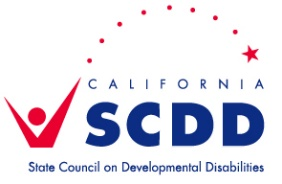 CALIFORNIA
SCDD
State Council on Developmental Disabilities